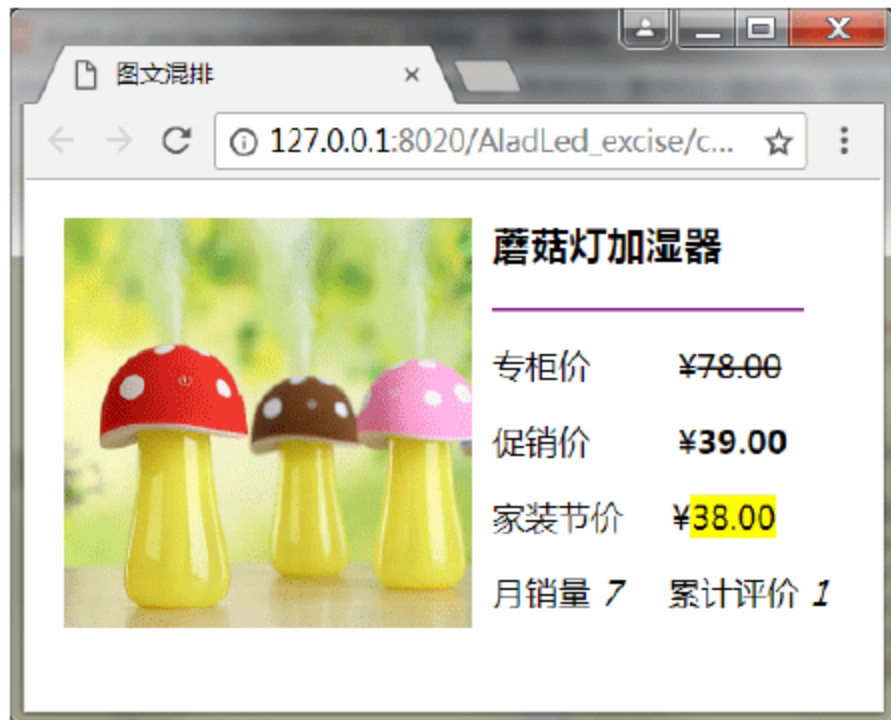 图文混排
127.0.0.1:8020/AladLed_excise/c...
蘑菇灯加湿器
专柜价 ¥78.00
促销价 ¥39.00
家装节价 ¥38.00
月销量 7 累计评价 1